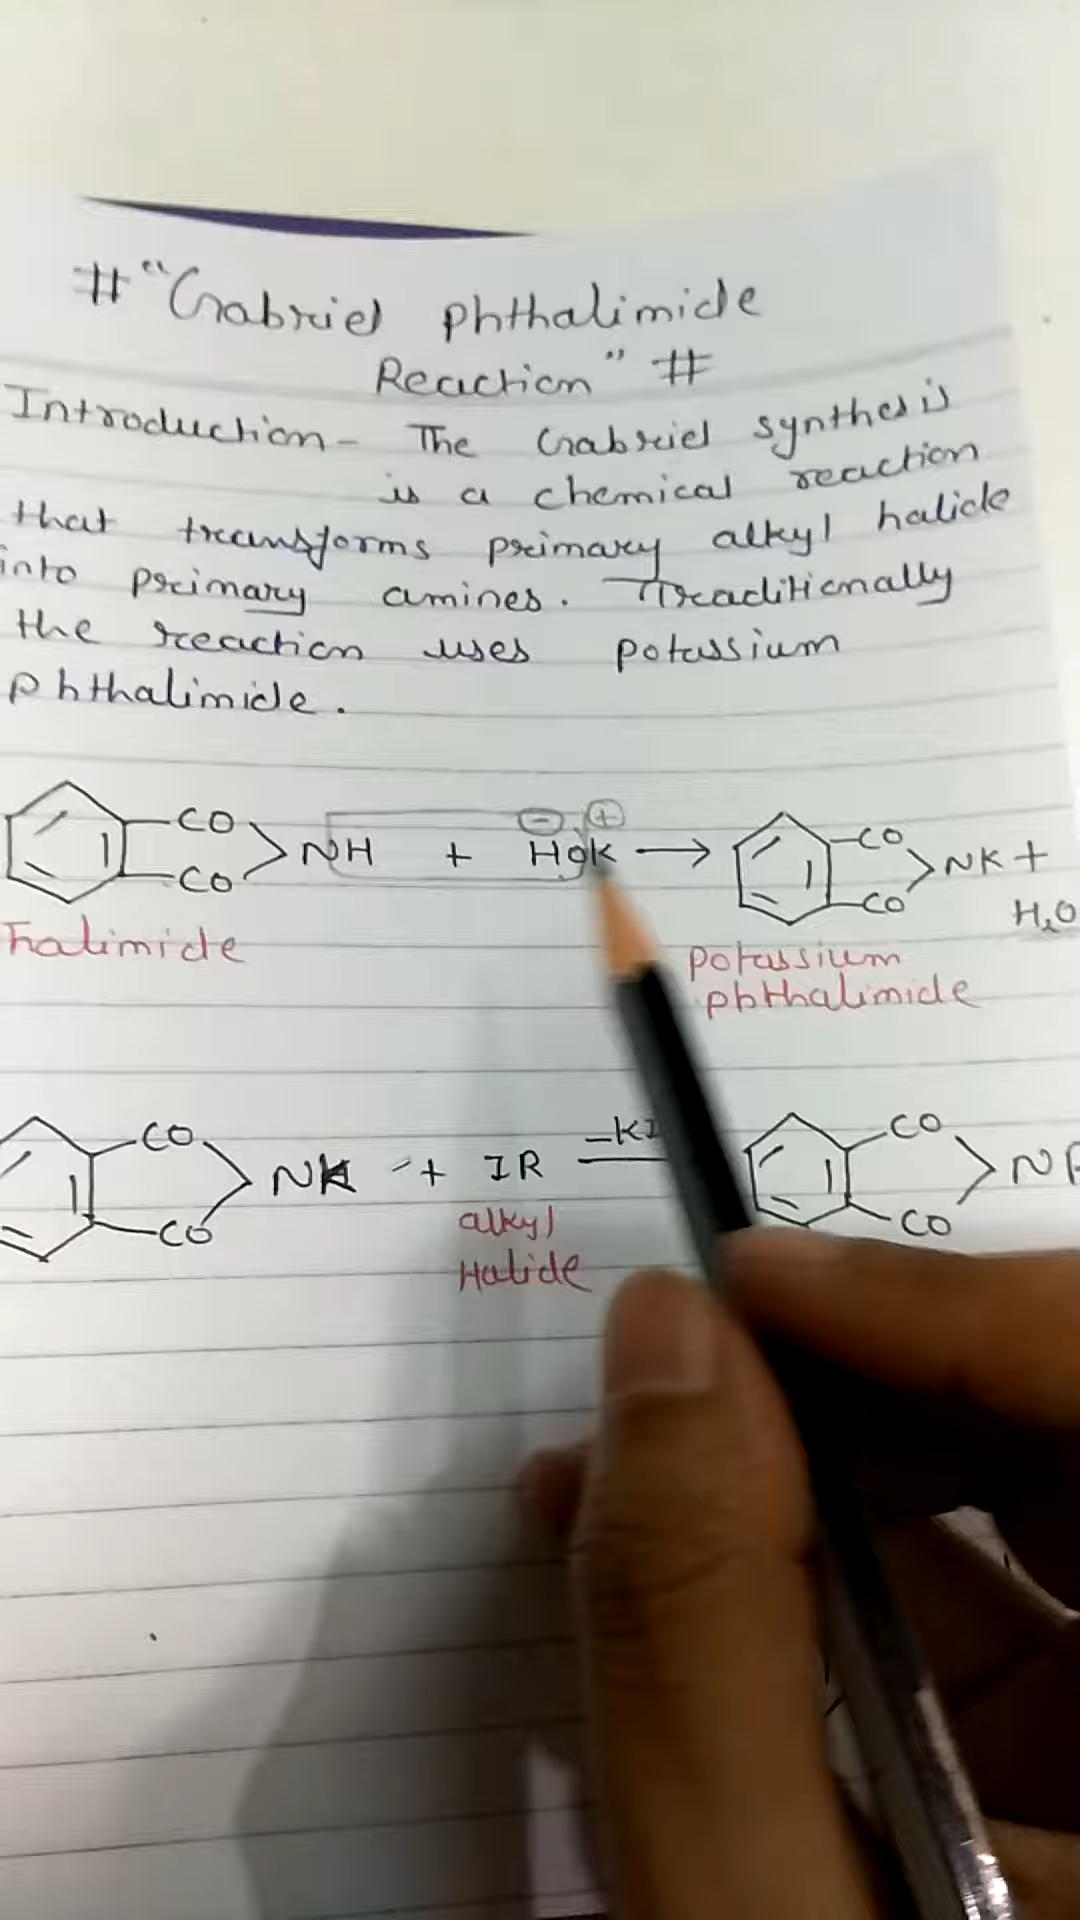 # "Gabriel phthalimide
Reaction" #
Introduction - The Gabriel synthesis
is a chemical reaction
that transforms primary alkyl halide
into primary amines. Traditionally
the reaction uses potassium
phthalimide.
CO
NH + HOK → CO NK +
CO
CO
H₂O
Thalimide
potassium
phthalimide
CO
NK + IR -KI
CO
CO
N
CO
alkyl
Halide